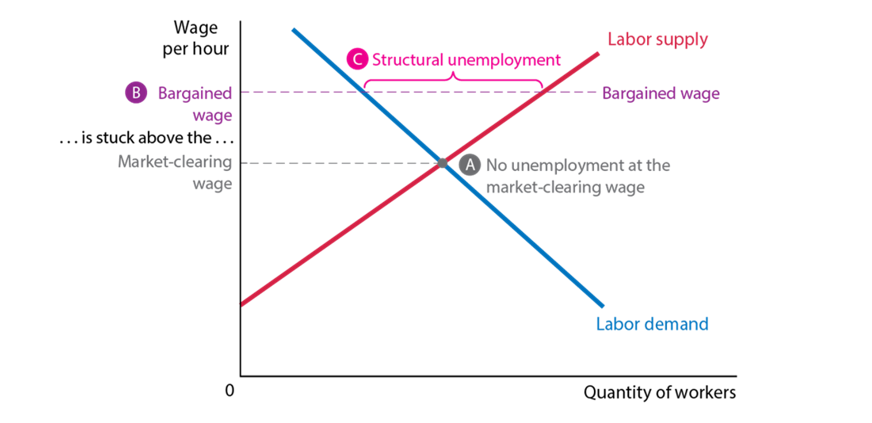 Wage
per hour
Labor supply
C Structural unemployment
B Bargained
wage
Bargained wage
... is stuck above the ...
Market-clearing
wage
A No unemployment at the
market-clearing wage
Labor demand
0
Quantity of workers